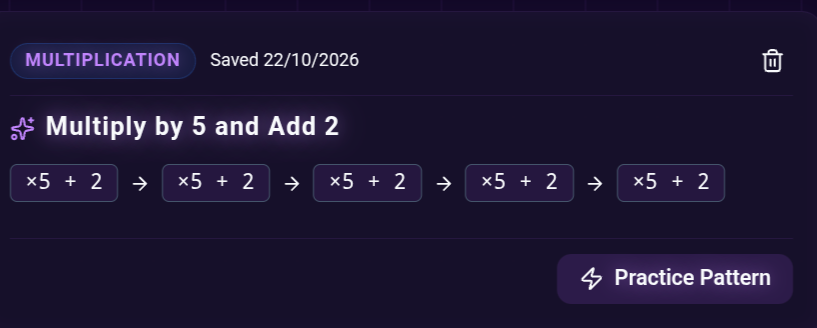 MULTIPLICATION Saved 22/10/2026
Multiply by 5 and Add 2
×5 + 2 → ×5 + 2 → ×5 + 2 → ×5 + 2 → ×5 + 2
Practice Pattern